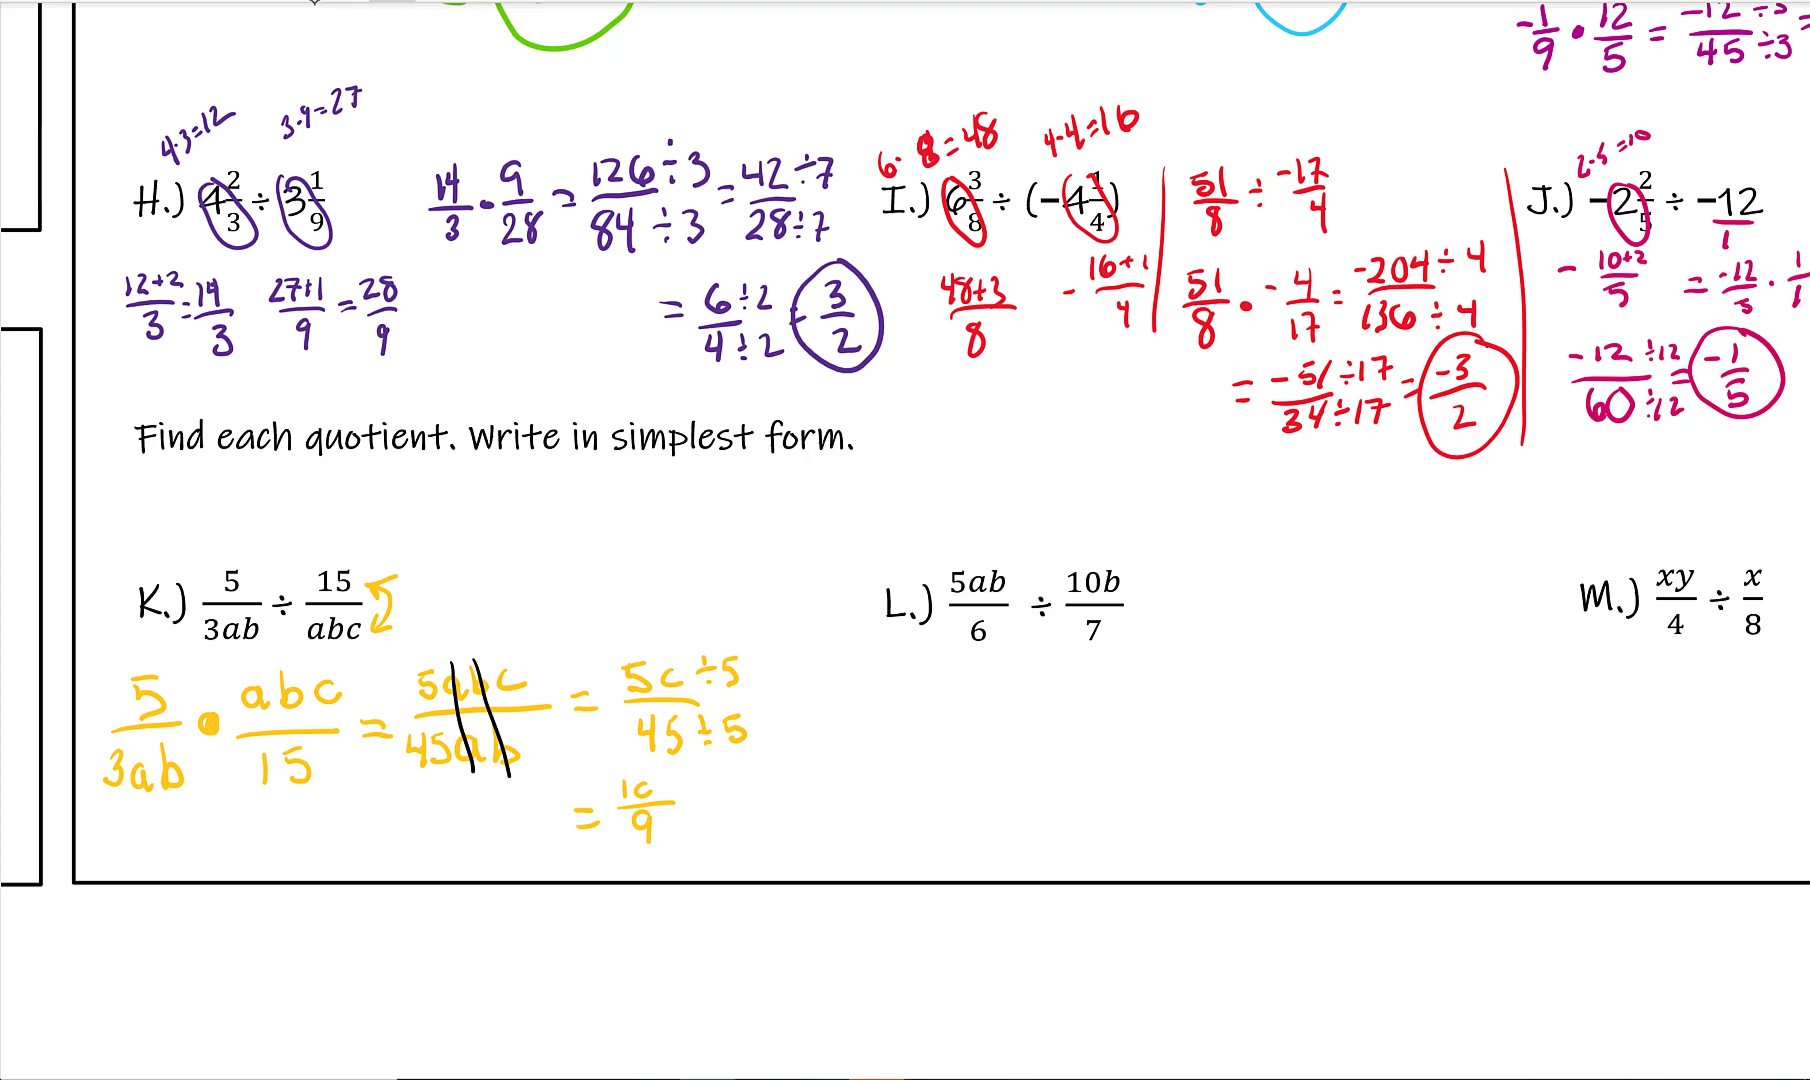 -1/9 • 12/5 = -12 ÷3 / 45 ÷3 =
4·3=12 3·9=27
H.) 4 2/3 ÷ 3 1/9
12+2/3 = 14/3 27+1/9 = 28/9
14/3 • 9/28 = 126 ÷ 3 / 84 ÷ 3 = 42 ÷ 7 / 28 ÷ 7
= 6 ÷ 2 / 4 ÷ 2 = 3/2
6· 8=48 4·4=16
I.) 6 3/8 ÷ (-4 1/4)
48+3/8 - 16+1/4
51/8 ÷ -17/4
51/8 • -4/17 = -204 ÷ 4 / 136 ÷ 4
= -51 ÷17 / 34 ÷17 = -3/2
2·5=10
J.) -2 2/5 ÷ -12/1
- 10+2/5 = -12/5 · 1/1
-12 ÷12 / 60 ÷12 = -1/5
Find each quotient. Write in simplest form.
K.) 5/3ab ÷ 15/abc
5/3ab • abc/15 = 5abc/45ab = 5c ÷5 / 45 ÷5
= 1c/9
L.) 5ab/6 ÷ 10b/7
M.) xy/4 ÷ x/8